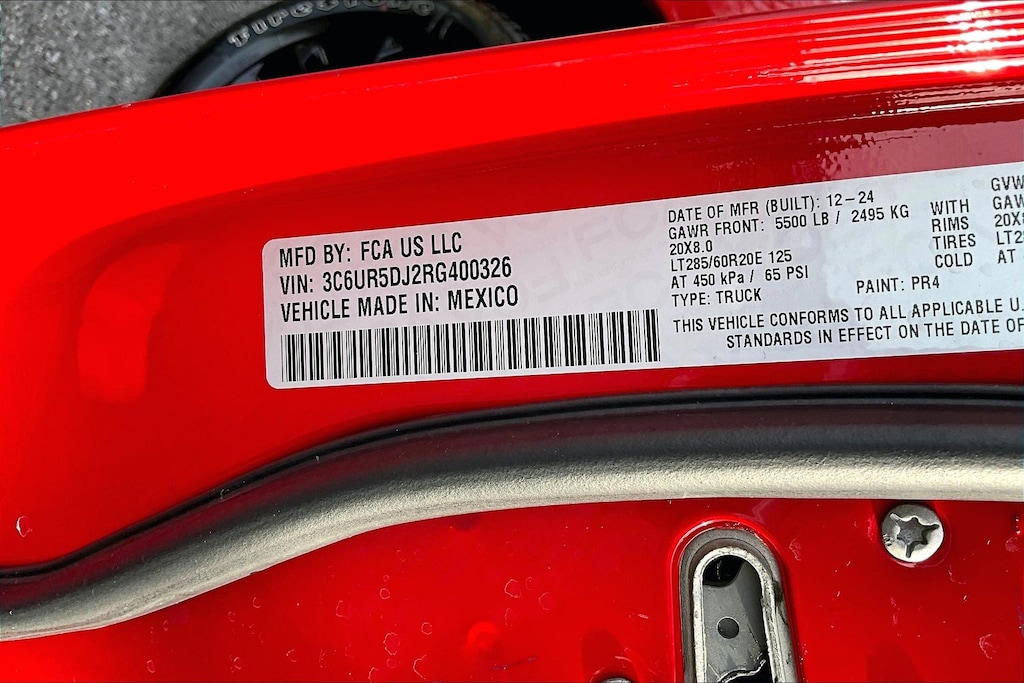 Firestone
MFD BY: FCA US LLC
VIN: 3C6UR5DJ2RG400326
VEHICLE MADE IN: MEXICO
DATE OF MFR (BUILT): 12-24
GAWR FRONT: 5500 LB / 2495 KG
20X8.0
LT285/60R20E 125
AT 450 kPa / 65 PSI
TYPE: TRUCK
PAINT: PR4
WITH
RIMS
TIRES
COLD
GVW
GAW
20X8
LT28
AT
THIS VEHICLE CONFORMS TO ALL APPLICABLE U.
STANDARDS IN EFFECT ON THE DATE OF